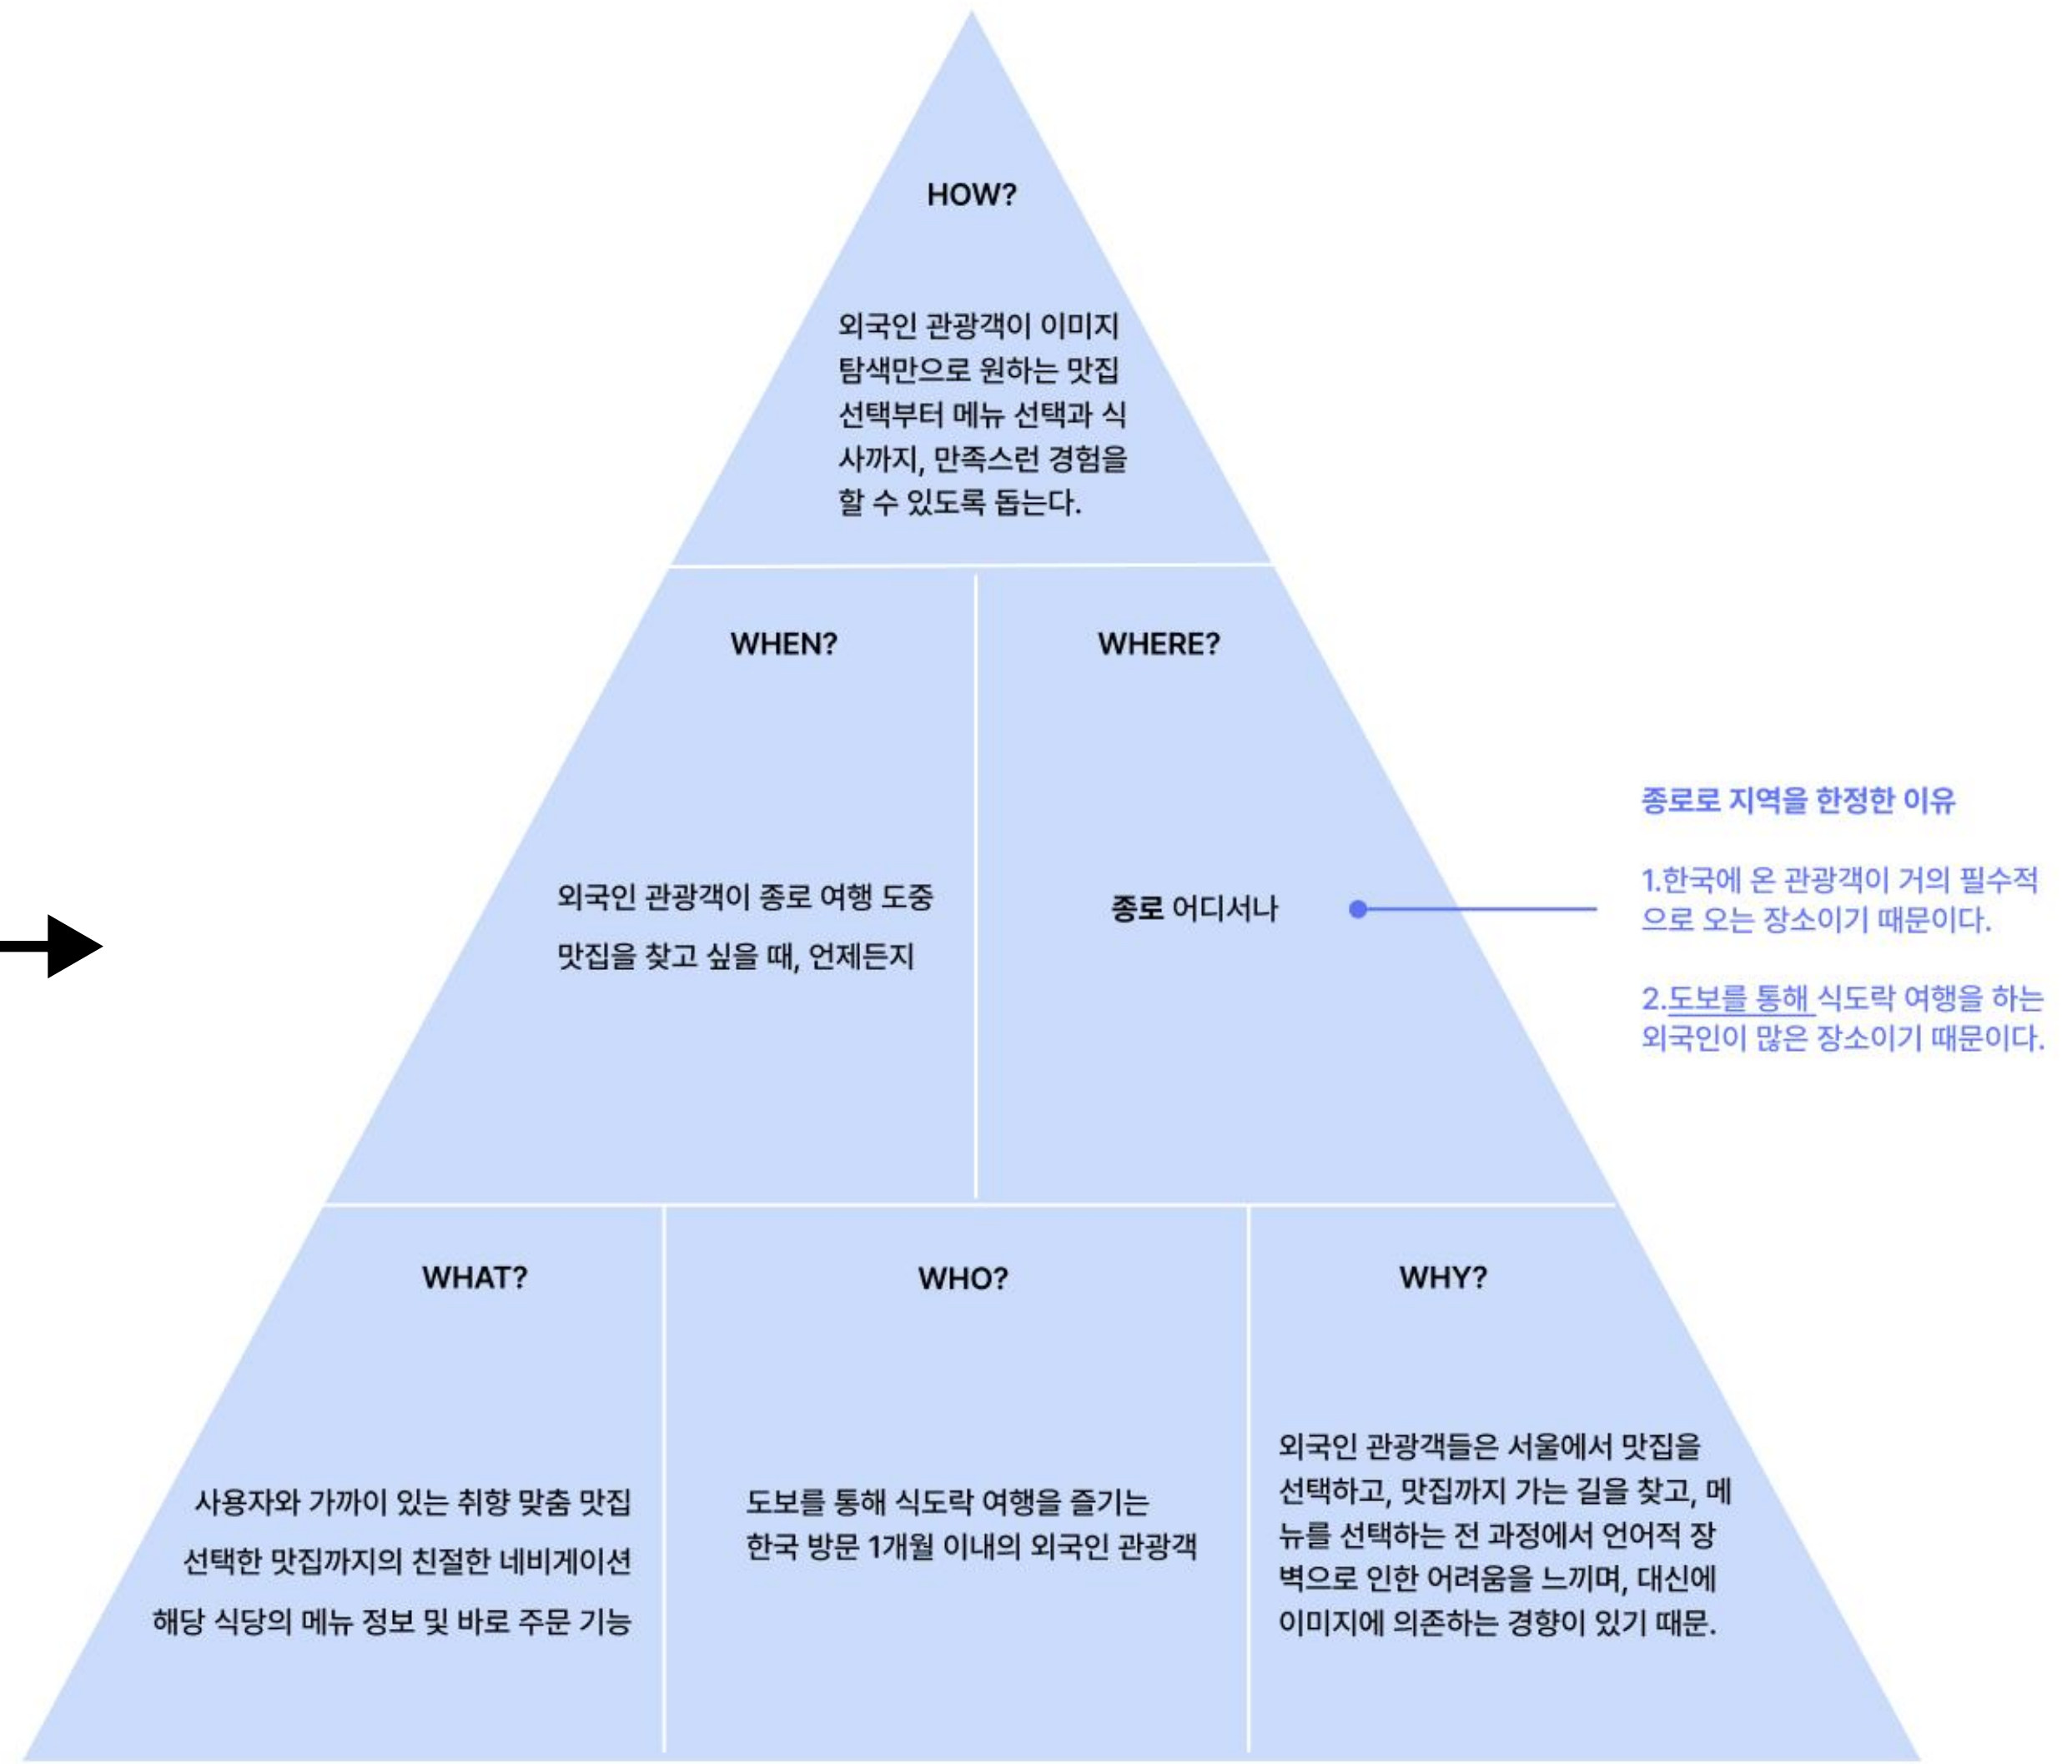 HOW?
외국인 관광객이 이미지
탐색만으로 원하는 맛집
선택부터 메뉴 선택과 식
사까지, 만족스런 경험을
할 수 있도록 돕는다.
WHEN?
외국인 관광객이 종로 여행 도중
맛집을 찾고 싶을 때, 언제든지
WHERE?
종로 어디서나
종로로 지역을 한정한 이유
1.한국에 온 관광객이 거의 필수적
으로 오는 장소이기 때문이다.
2.도보를 통해 식도락 여행을 하는
외국인이 많은 장소이기 때문이다.
WHAT?
사용자와 가까이 있는 취향 맞춤 맛집
선택한 맛집까지의 친절한 네비게이션
해당 식당의 메뉴 정보 및 바로 주문 기능
WHO?
도보를 통해 식도락 여행을 즐기는
한국 방문 1개월 이내의 외국인 관광객
WHY?
외국인 관광객들은 서울에서 맛집을
선택하고, 맛집까지 가는 길을 찾고, 메
뉴를 선택하는 전 과정에서 언어적 장
벽으로 인한 어려움을 느끼며, 대신에
이미지에 의존하는 경향이 있기 때문.